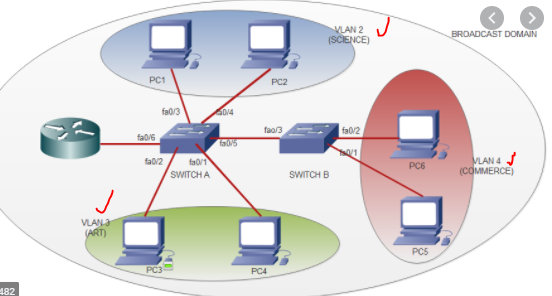 VLAN 2
(SCIENCE)
BROADCAST DOMAIN
PC1
PC2
fa0/3
fa0/4
fa0/6
fa0/5
fao/3
fa0/2
fa0/2
fa0/1
fa0/1
SWITCH A
SWITCH B
PC6
VLAN 4
(COMMERCE)
VLAN 3
(ART)
PC3
PC4
PC5
482